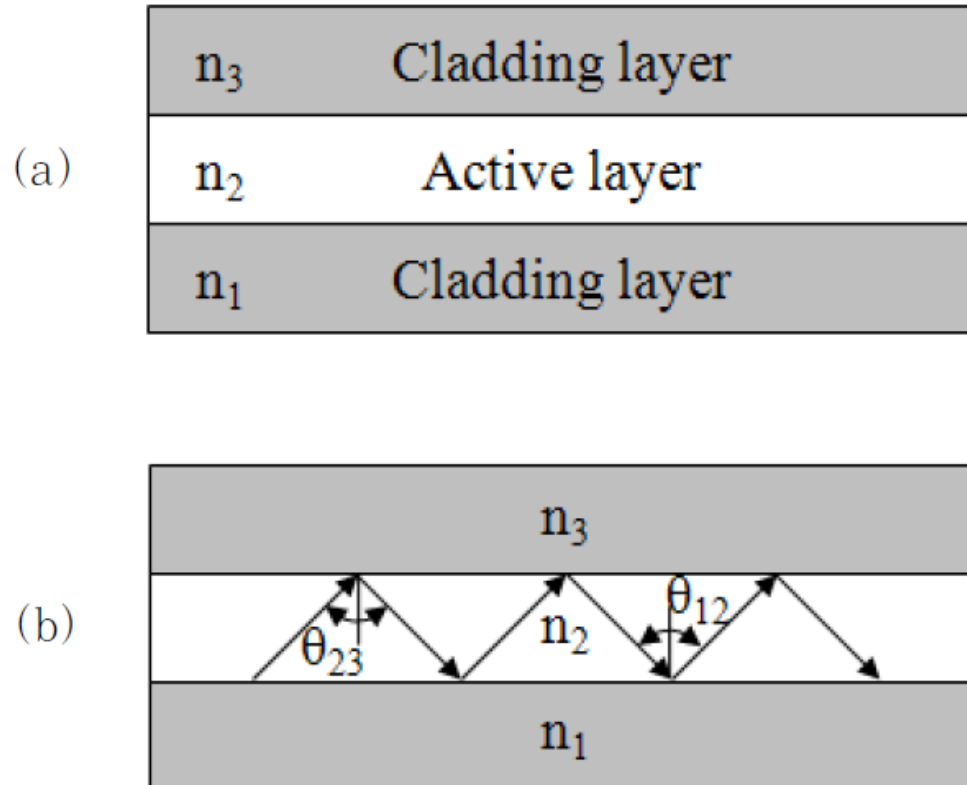 n₃ Cladding layer
(a) n₂ Active layer
n₁ Cladding layer
n₃
(b) θ₂₃ n₂ θ₁₂
n₁